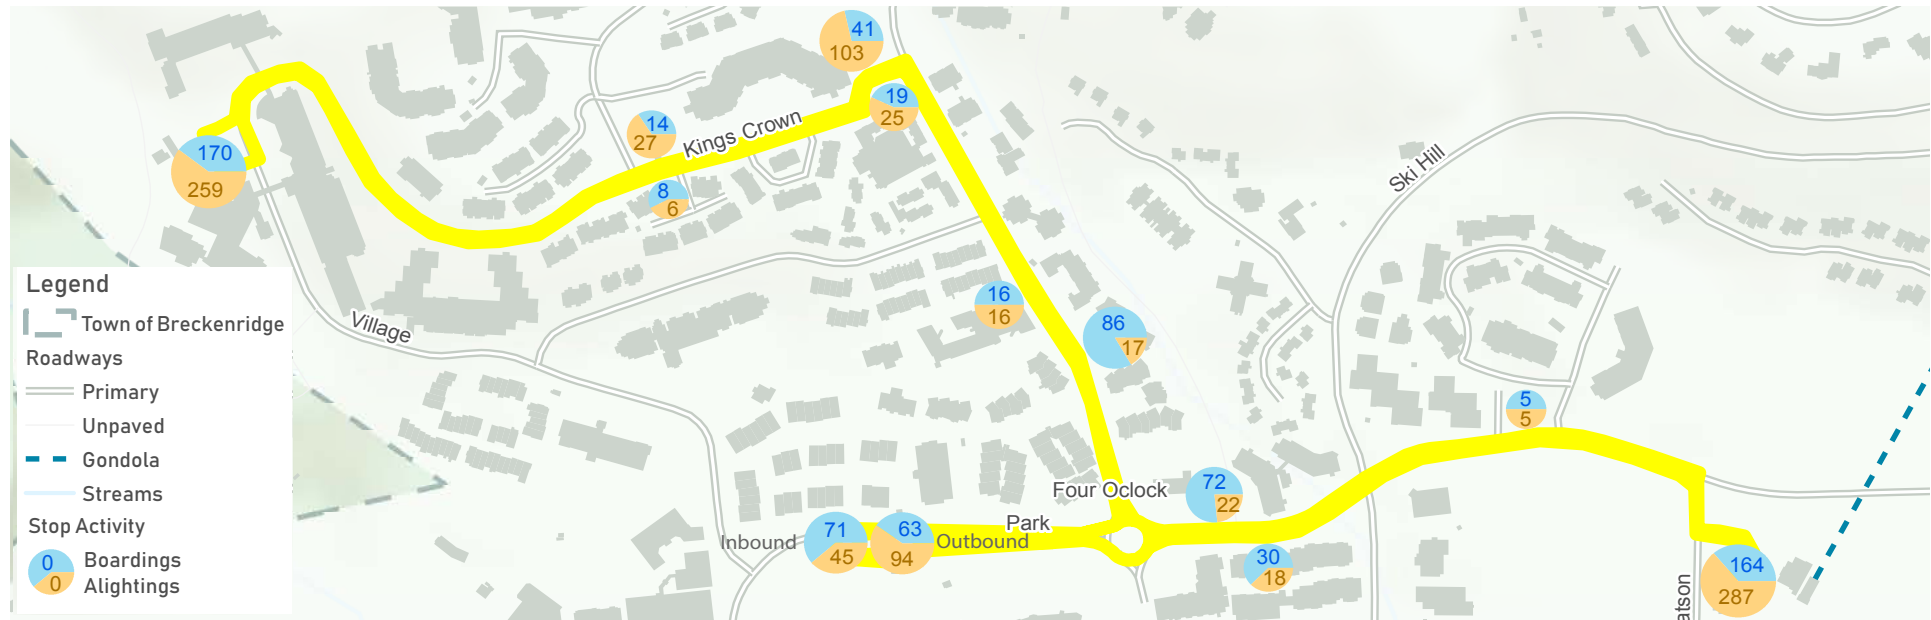 41
103
19
25
14
27
Kings Crown
170
259
8
6
Ski Hill
Legend
Town of Breckenridge
Roadways
Primary
Unpaved
Gondola
Streams
Stop Activity
0
0
Boardings
Alightings
Village
16
16
86
17
5
5
Four Oclock
72
22
Park
Inbound
71
45
63
94
Outbound
30
18
164
287
atson